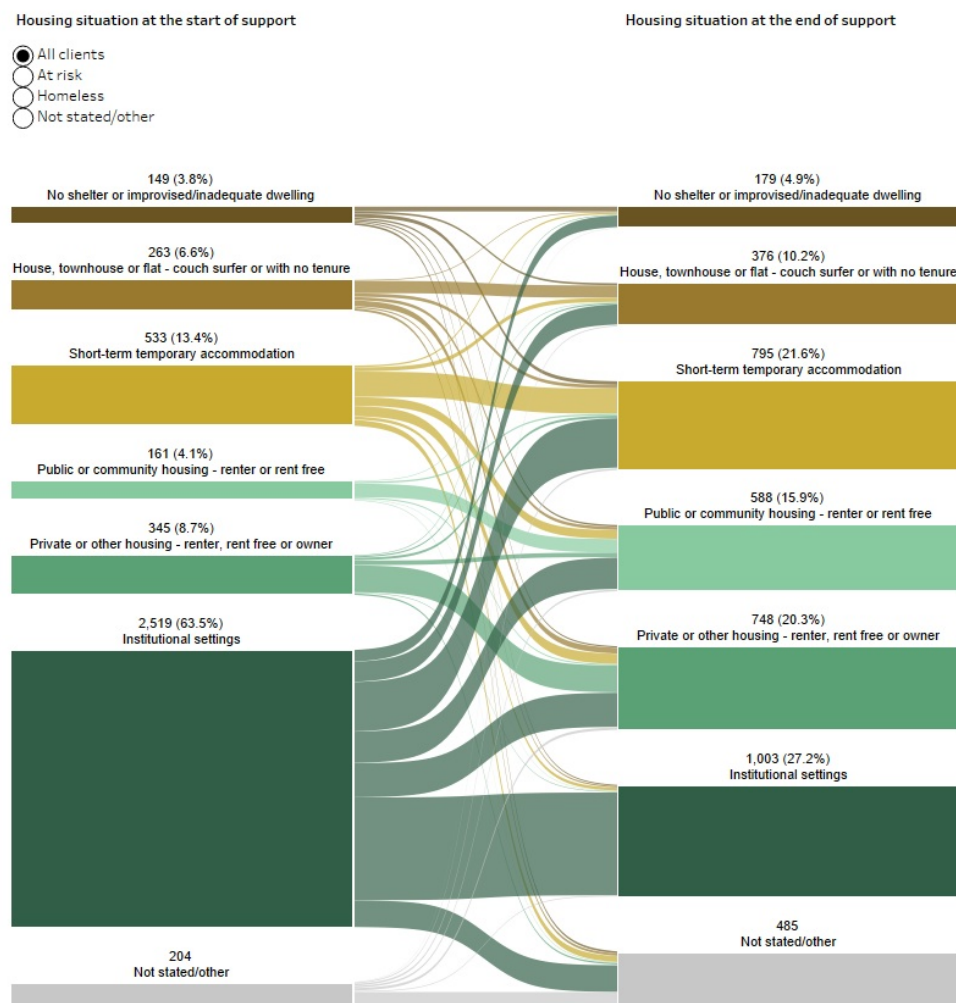 Housing situation at the start of support
Housing situation at the end of support
All clients
At risk
Homeless
Not stated/other
149 (3.8%)
No shelter or improvised/inadequate dwelling
263 (6.6%)
House, townhouse or flat - couch surfer or with no tenure
533 (13.4%)
Short-term temporary accommodation
161 (4.1%)
Public or community housing - renter or rent free
345 (8.7%)
Private or other housing - renter, rent free or owner
2,519 (63.5%)
Institutional settings
204
Not stated/other
179 (4.9%)
No shelter or improvised/inadequate dwelling
376 (10.2%)
House, townhouse or flat - couch surfer or with no tenure
795 (21.6%)
Short-term temporary accommodation
588 (15.9%)
Public or community housing - renter or rent free
748 (20.3%)
Private or other housing - renter, rent free or owner
1,003 (27.2%)
Institutional settings
485
Not stated/other